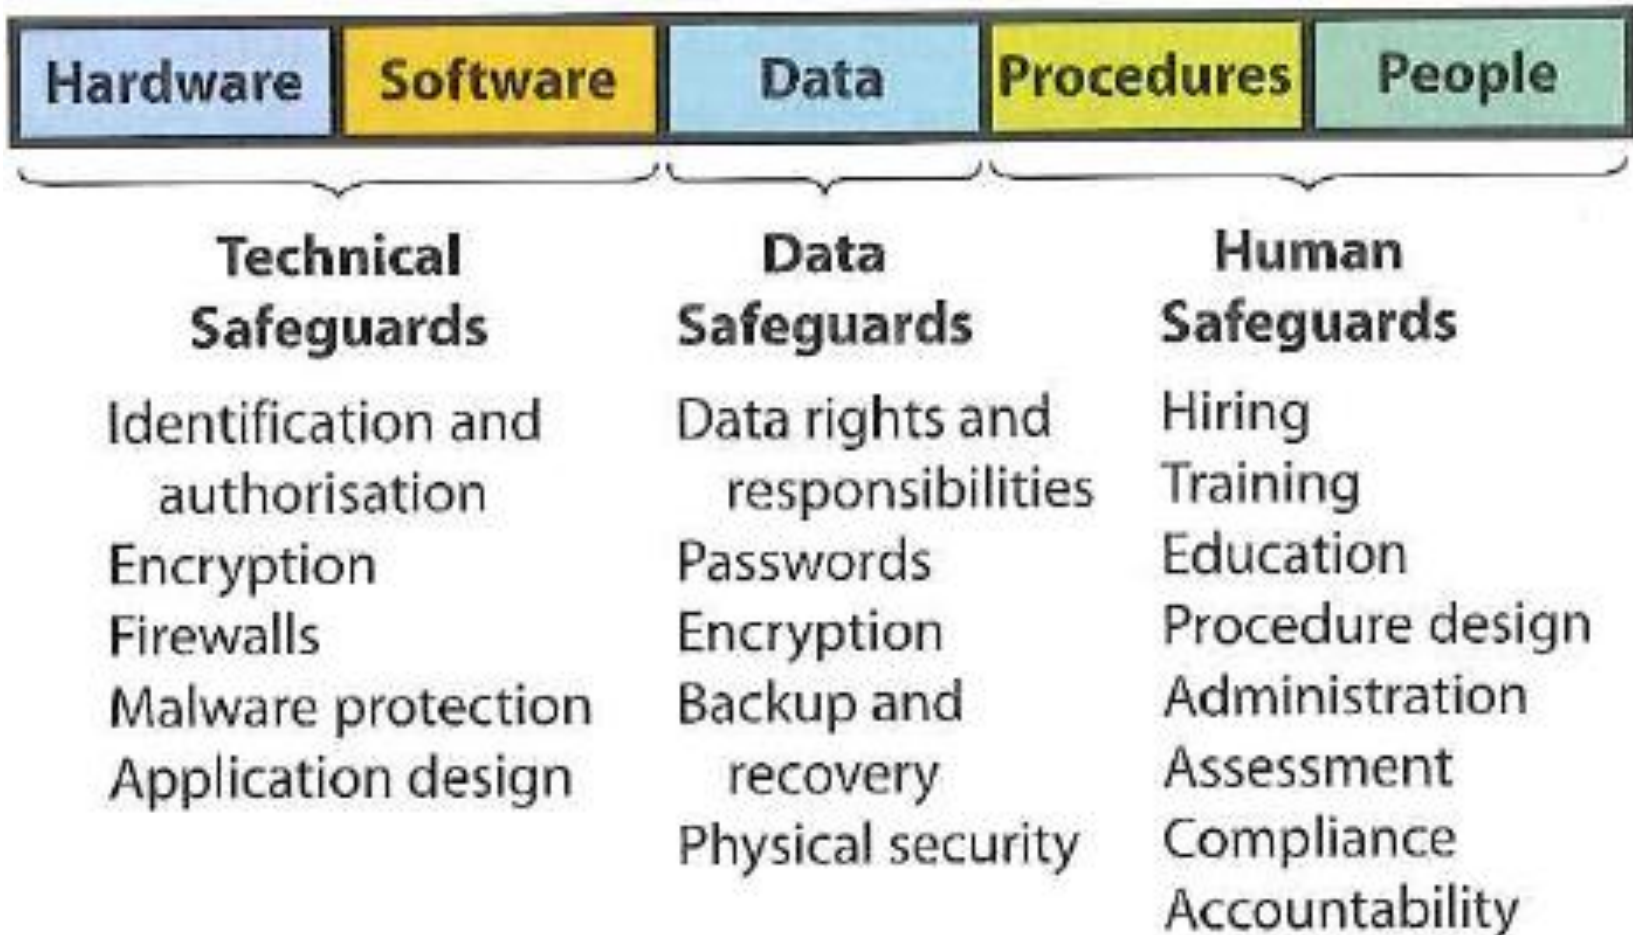 Hardware Software Data Procedures People
Technical
Safeguards
Identification and
authorisation
Encryption
Firewalls
Malware protection
Application design
Data
Safeguards
Data rights and
responsibilities
Passwords
Encryption
Backup and
recovery
Physical security
Human
Safeguards
Hiring
Training
Education
Procedure design
Administration
Assessment
Compliance
Accountability